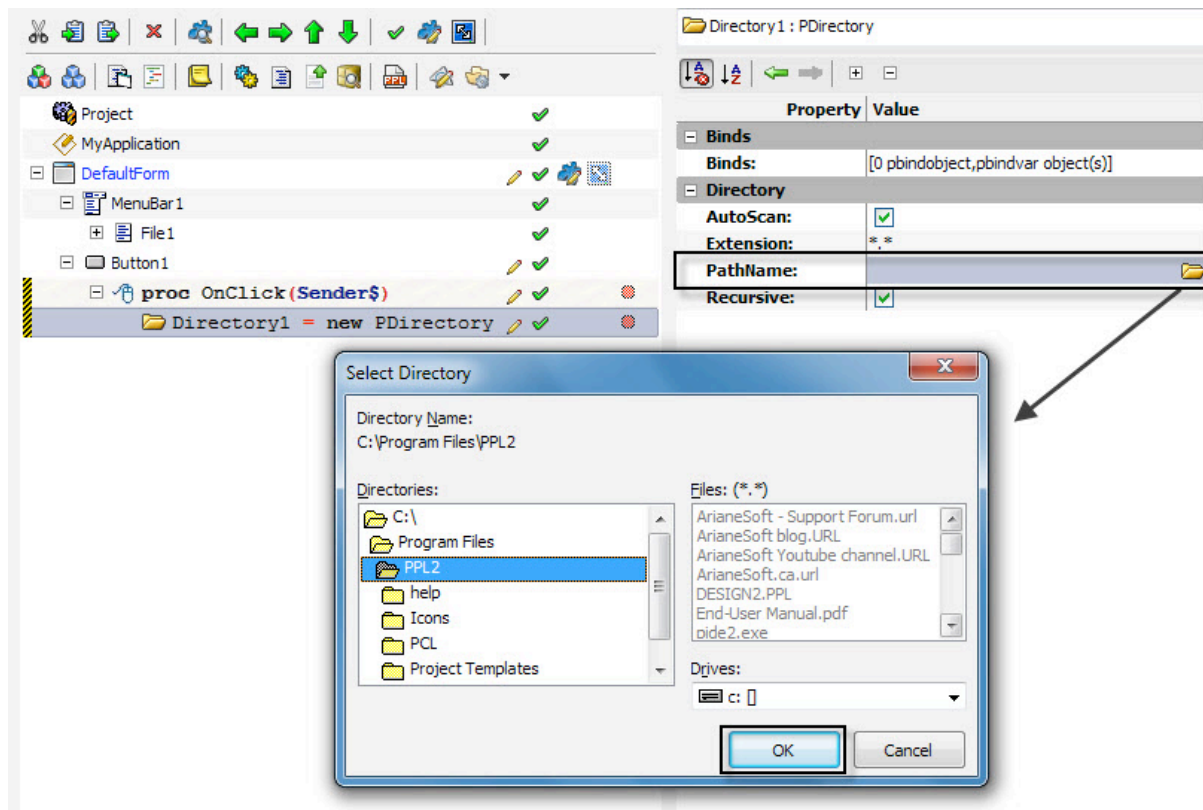 Directory1 : PDirectory
Property Value
Project
MyApplication
DefaultForm
MenuBar1
File1
Button1
proc OnClick(Sender$)
Directory1 = new PDirectory
Binds
Binds: [0 pbindobject,pbindvar object(s)]
Directory
AutoScan:
Extension: *.*
PathName:
Recursive:
Select Directory
Directory Name:
C:\Program Files\PPL2
Directories:
C:\
Program Files
PPL2
help
Icons
PCL
Project Templates
Files: (*.*)
ArianeSoft - Support Forum.url
ArianeSoft blog.URL
ArianeSoft Youtube channel.URL
ArianeSoft.ca.url
DESIGN2.PPL
End-User Manual.pdf
pide2.exe
Drives:
c: []
OK
Cancel